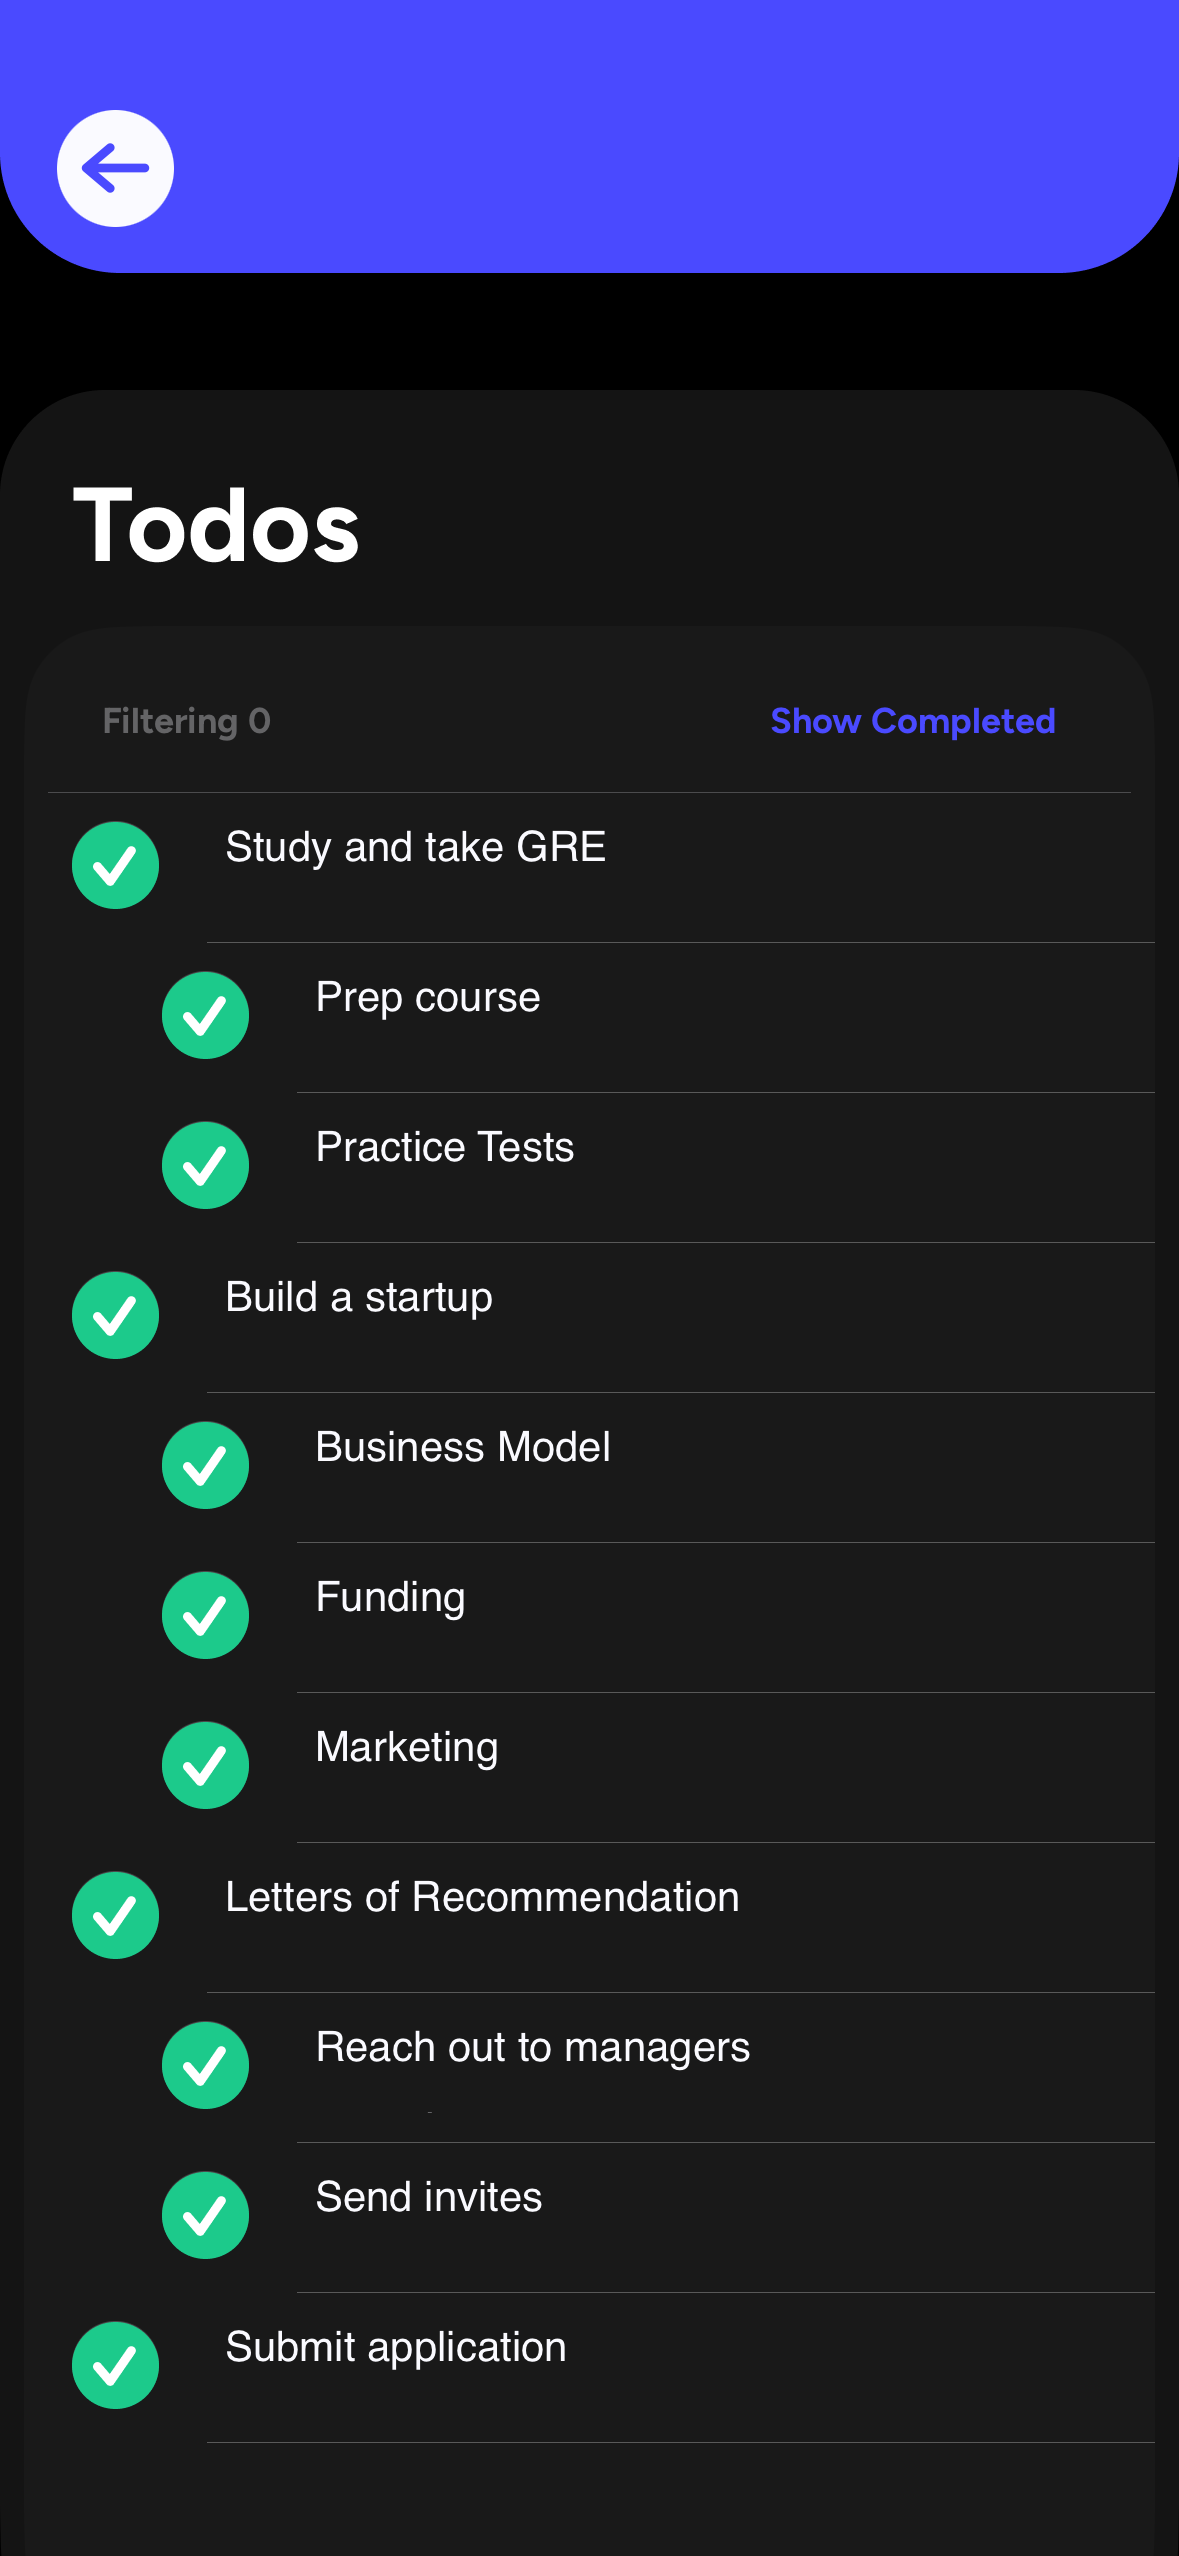 Todos
Filtering 0
Show Completed
Study and take GRE
Prep course
Practice Tests
Build a startup
Business Model
Funding
Marketing
Letters of Recommendation
Reach out to managers
Send invites
Submit application